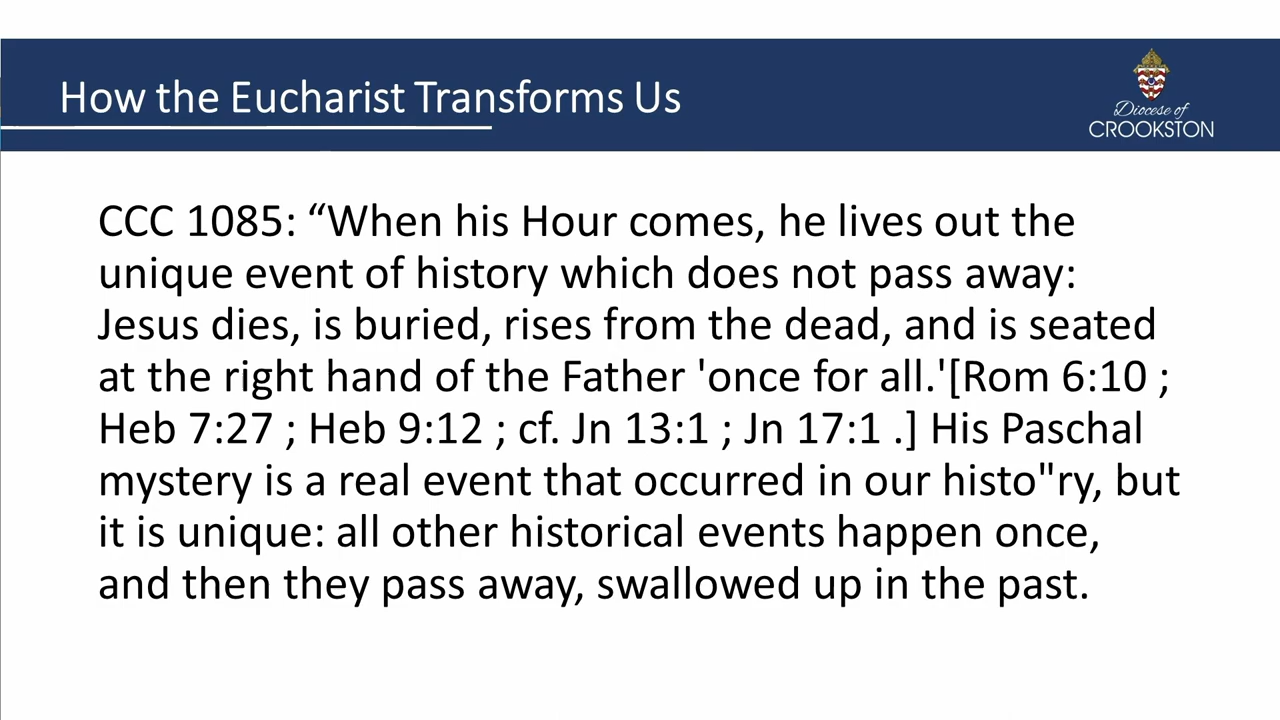 How the Eucharist Transforms Us
Diocese of
CROOKSTON
CCC 1085: “When his Hour comes, he lives out the
unique event of history which does not pass away:
Jesus dies, is buried, rises from the dead, and is seated
at the right hand of the Father 'once for all.'[Rom 6:10 ;
Heb 7:27 ; Heb 9:12 ; cf. Jn 13:1 ; Jn 17:1 .] His Paschal
mystery is a real event that occurred in our histo"ry, but
it is unique: all other historical events happen once,
and then they pass away, swallowed up in the past.